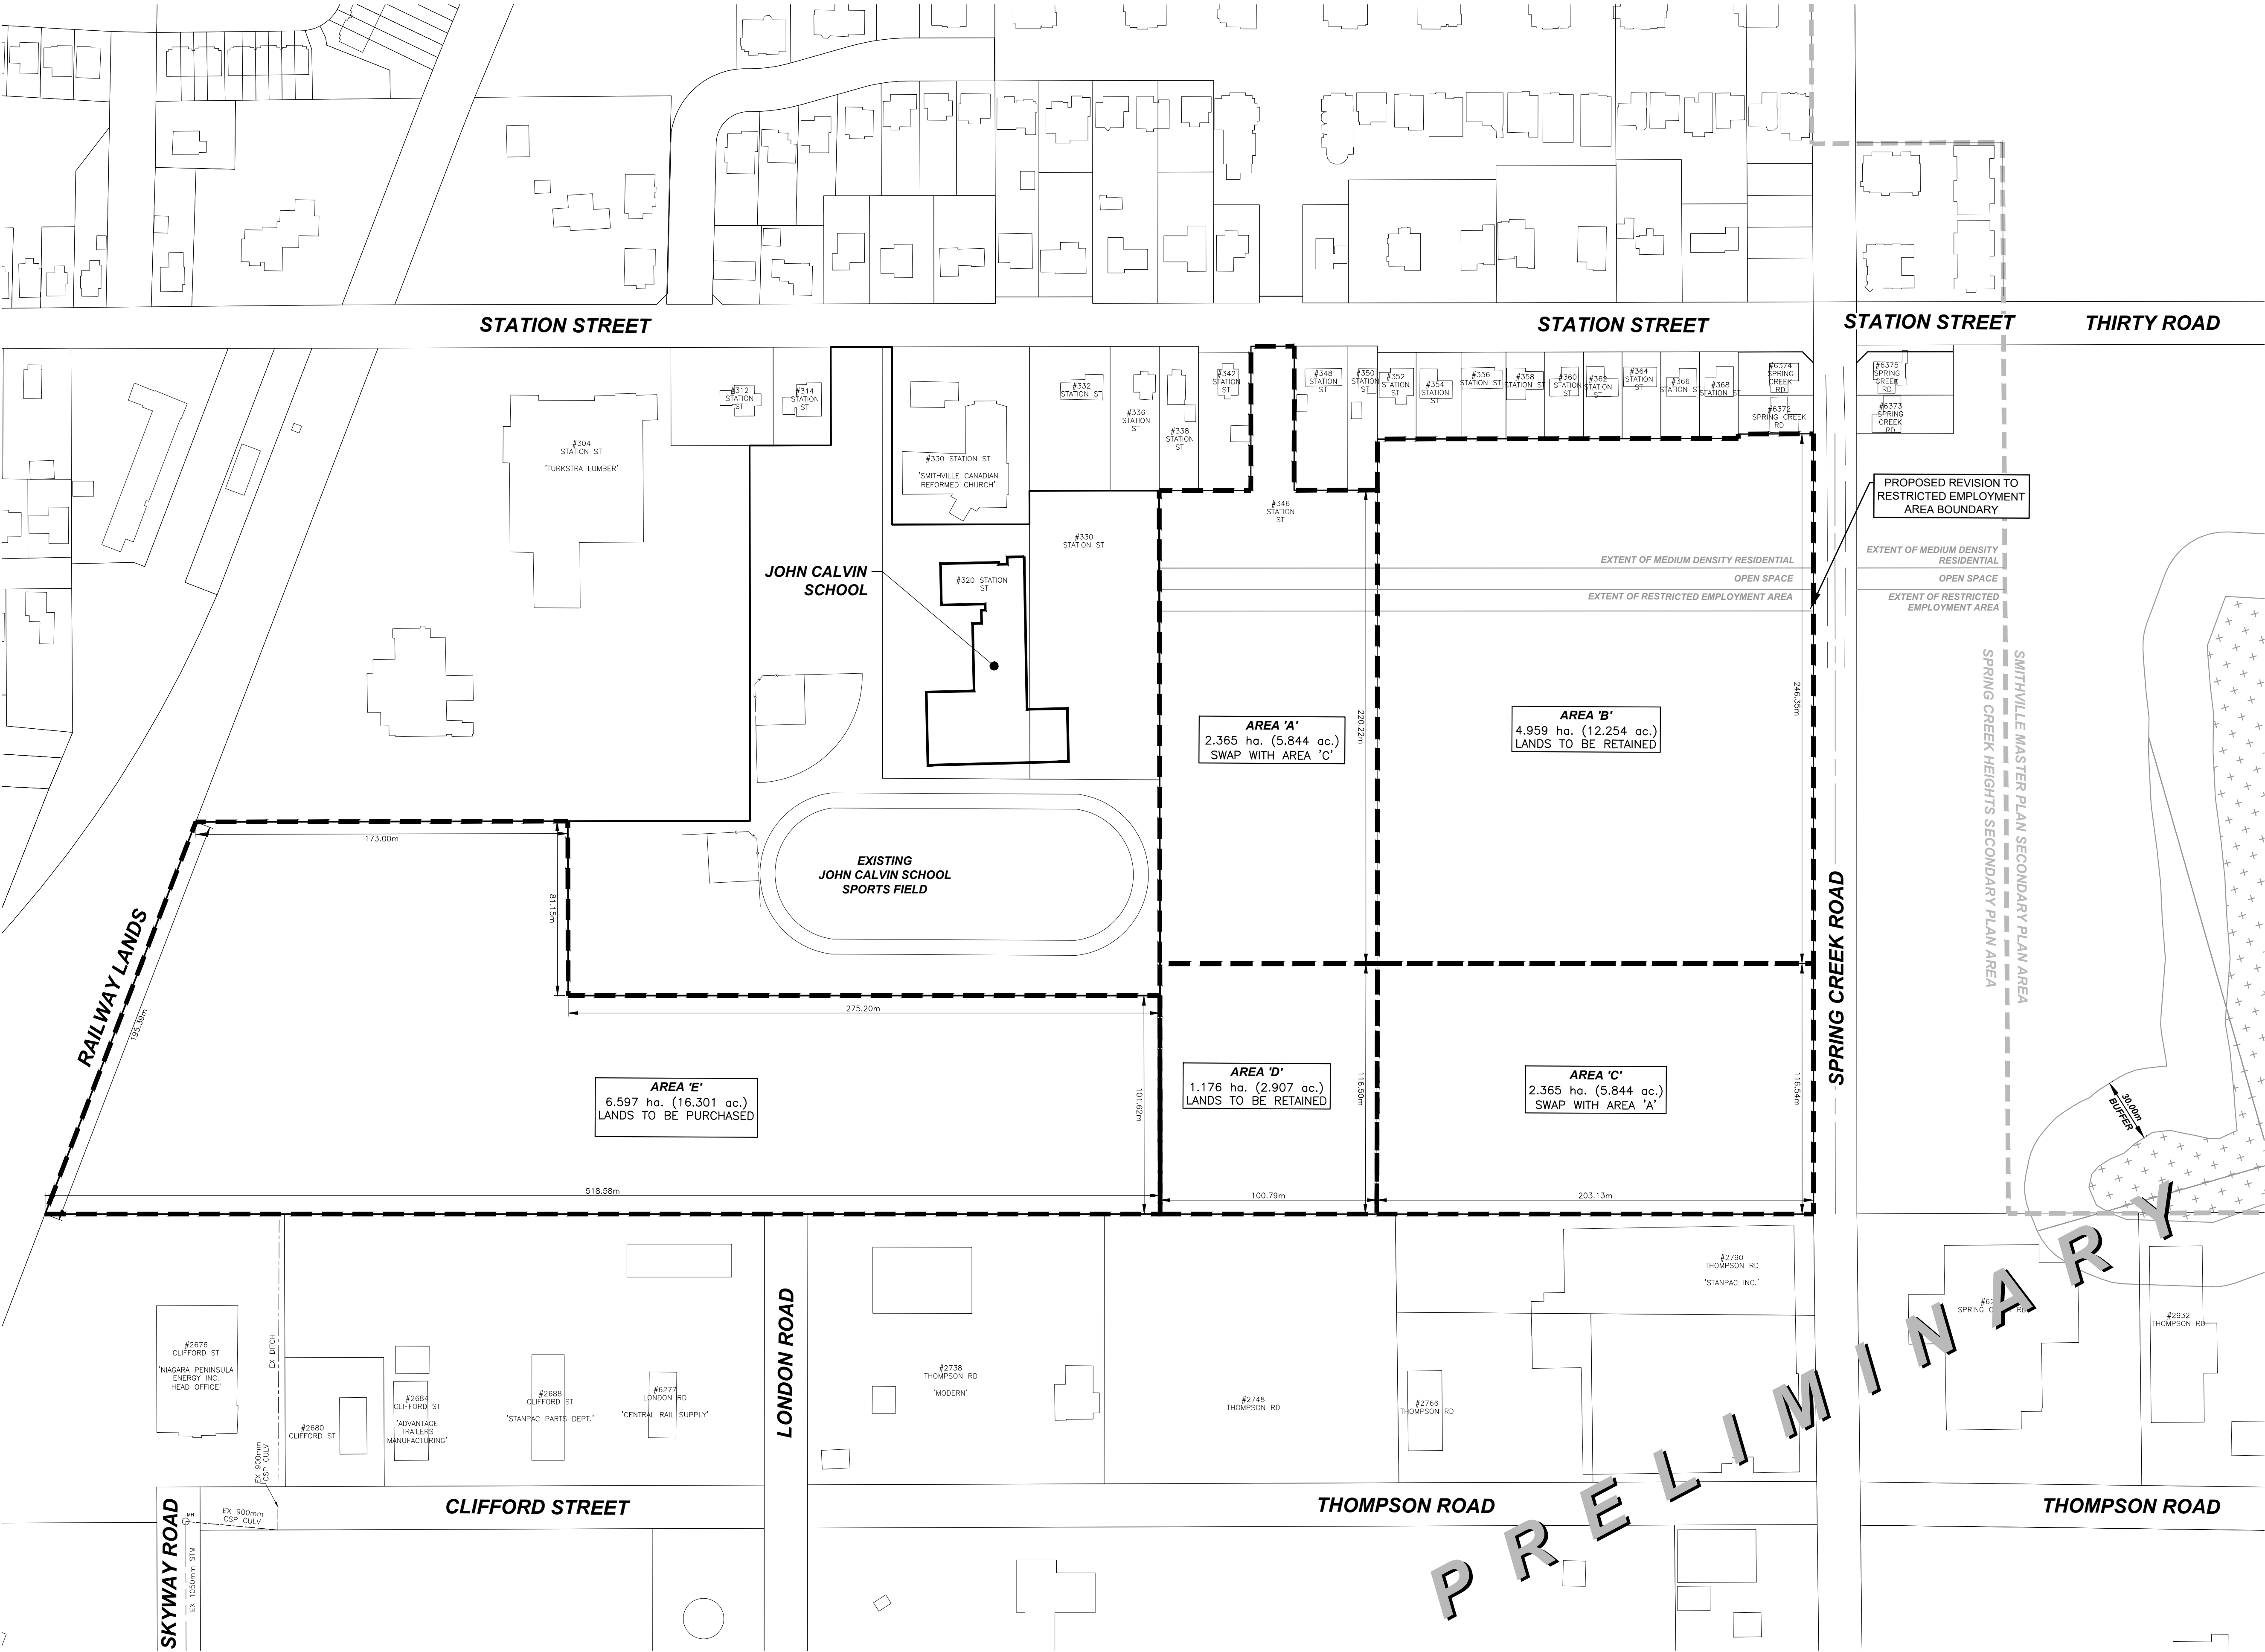 STATION STREET
STATION STREET
STATION STREET
THIRTY ROAD
#312
STATION
ST
#314
STATION
ST
#304
STATION ST
'TURKSTRA LUMBER'
#330 STATION ST
'SMITHVILLE CANADIAN
REFORMED CHURCH'
#332
STATION ST
#336
STATION
ST
#338
STATION
ST
#342
STATION
ST
#346
STATION
ST
#348
STATION
ST
#350
STATION
ST
#352
STATION
ST
#354
STATION
ST
#356
STATION ST
#358
STATION ST
#360
STATION
ST
#362
STATION
ST
#364
STATION
ST
#366
STATION ST
#368
STATION ST
#6374
SPRING
CREEK
RD
#6372
SPRING CREEK
RD
#6375
SPRING
CREEK
RD
#6373
SPRING
CREEK
RD
PROPOSED REVISION TO
RESTRICTED EMPLOYMENT
AREA BOUNDARY
#330
STATION ST
JOHN CALVIN
SCHOOL
#320 STATION
ST
EXTENT OF MEDIUM DENSITY RESIDENTIAL
OPEN SPACE
EXTENT OF RESTRICTED EMPLOYMENT AREA
EXTENT OF MEDIUM DENSITY
RESIDENTIAL
OPEN SPACE
EXTENT OF RESTRICTED
EMPLOYMENT AREA
SMITHVILLE MASTER PLAN SECONDARY PLAN AREA
SPRING CREEK HEIGHTS SECONDARY PLAN AREA
AREA 'A'
2.365 ha. (5.844 ac.)
SWAP WITH AREA 'C'
220.22m
AREA 'B'
4.959 ha. (12.254 ac.)
LANDS TO BE RETAINED
246.35m
173.00m
81.15m
EXISTING
JOHN CALVIN SCHOOL
SPORTS FIELD
SPRING CREEK ROAD
RAILWAY LANDS
195.39m
275.20m
AREA 'E'
6.597 ha. (16.301 ac.)
LANDS TO BE PURCHASED
101.62m
AREA 'D'
1.176 ha. (2.907 ac.)
LANDS TO BE RETAINED
116.50m
AREA 'C'
2.365 ha. (5.844 ac.)
SWAP WITH AREA 'A'
116.54m
30.00m
BUFFER
518.58m
100.79m
203.13m
#2676
CLIFFORD ST
'NIAGARA PENINSULA
ENERGY INC.
HEAD OFFICE'
EX DITCH
EX 900mm
CSP CULV
#2680
CLIFFORD ST
#2684
CLIFFORD ST
'ADVANTAGE
TRAILERS
MANUFACTURING'
#2688
CLIFFORD ST
'STANPAC PARTS DEPT.'
#6277
LONDON RD
'CENTRAL RAIL SUPPLY'
LONDON ROAD
#2738
THOMPSON RD
'MODERN'
#2748
THOMPSON RD
#2766
THOMPSON RD
#2790
THOMPSON RD
'STANPAC INC.'
SPRING
RD
#2932
THOMPSON RD
PRELIMINARY
SKYWAY ROAD
MH
EX 900mm
CSP CULV
EX 1050mm STM
CLIFFORD STREET
THOMPSON ROAD
THOMPSON ROAD